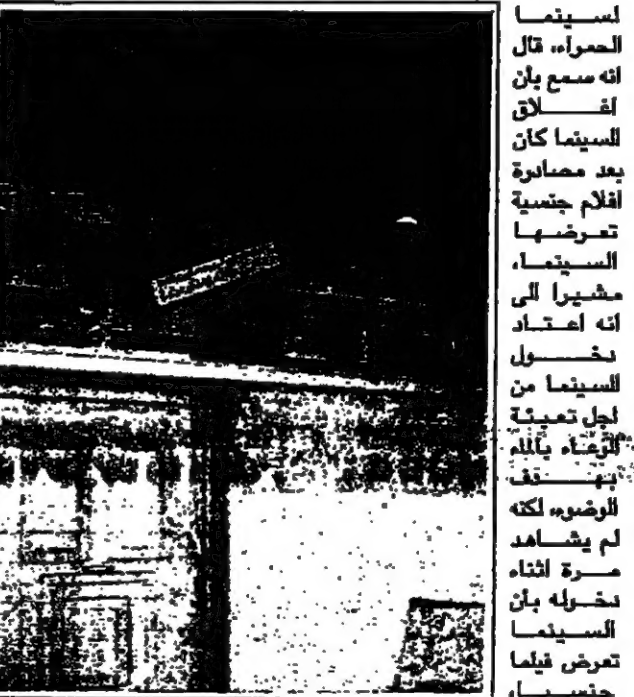 لسينما
الحمراء، قال
انه سمع بأن
اغلاق
السينما كان
بعد مصادرة
افلام جنسية
تعرضها
السينما،
مشيرا الى
انه اعتاد
دخول
السينما من
اجل تعبئة
الوعاء بالماء
بهدف
الوضوء، لكنه
لم يشاهد
مرة اثناء
دخوله بأن
السينما
تعرض فيلما
جنسيا